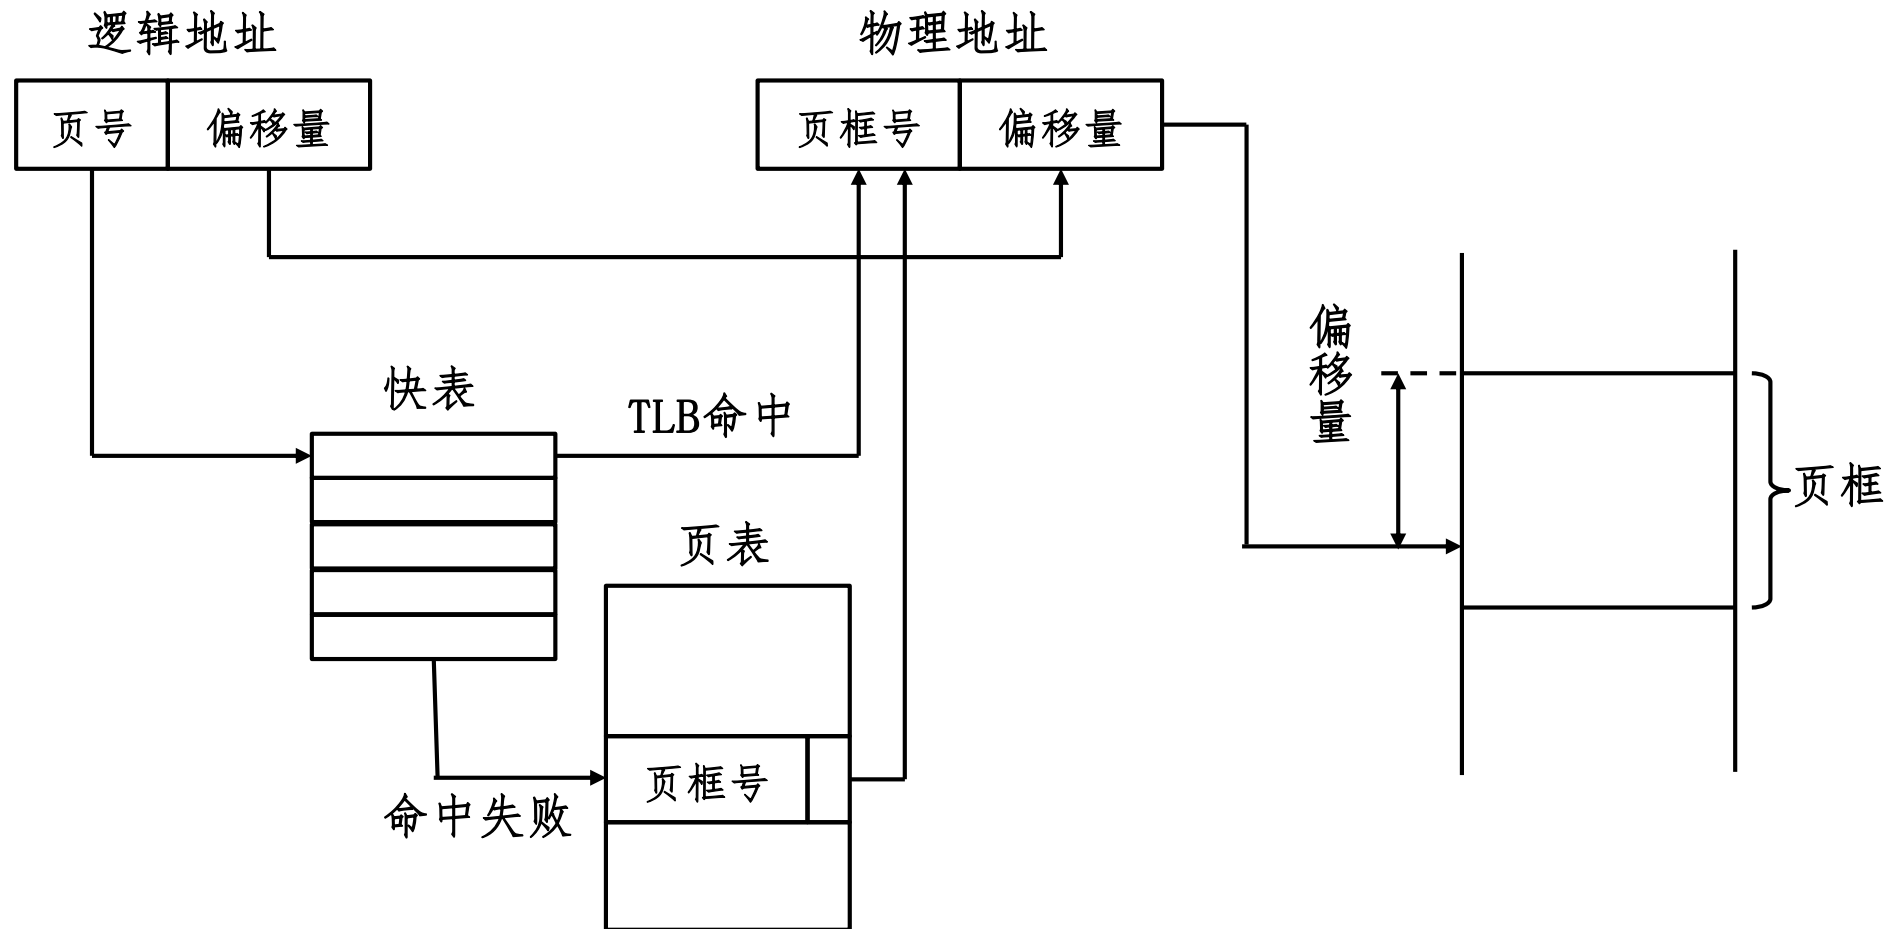 逻辑地址
物理地址
页号
偏移量
页框号
偏移量
偏移量
快表
TLB命中
页框
页表
页框号
命中失败